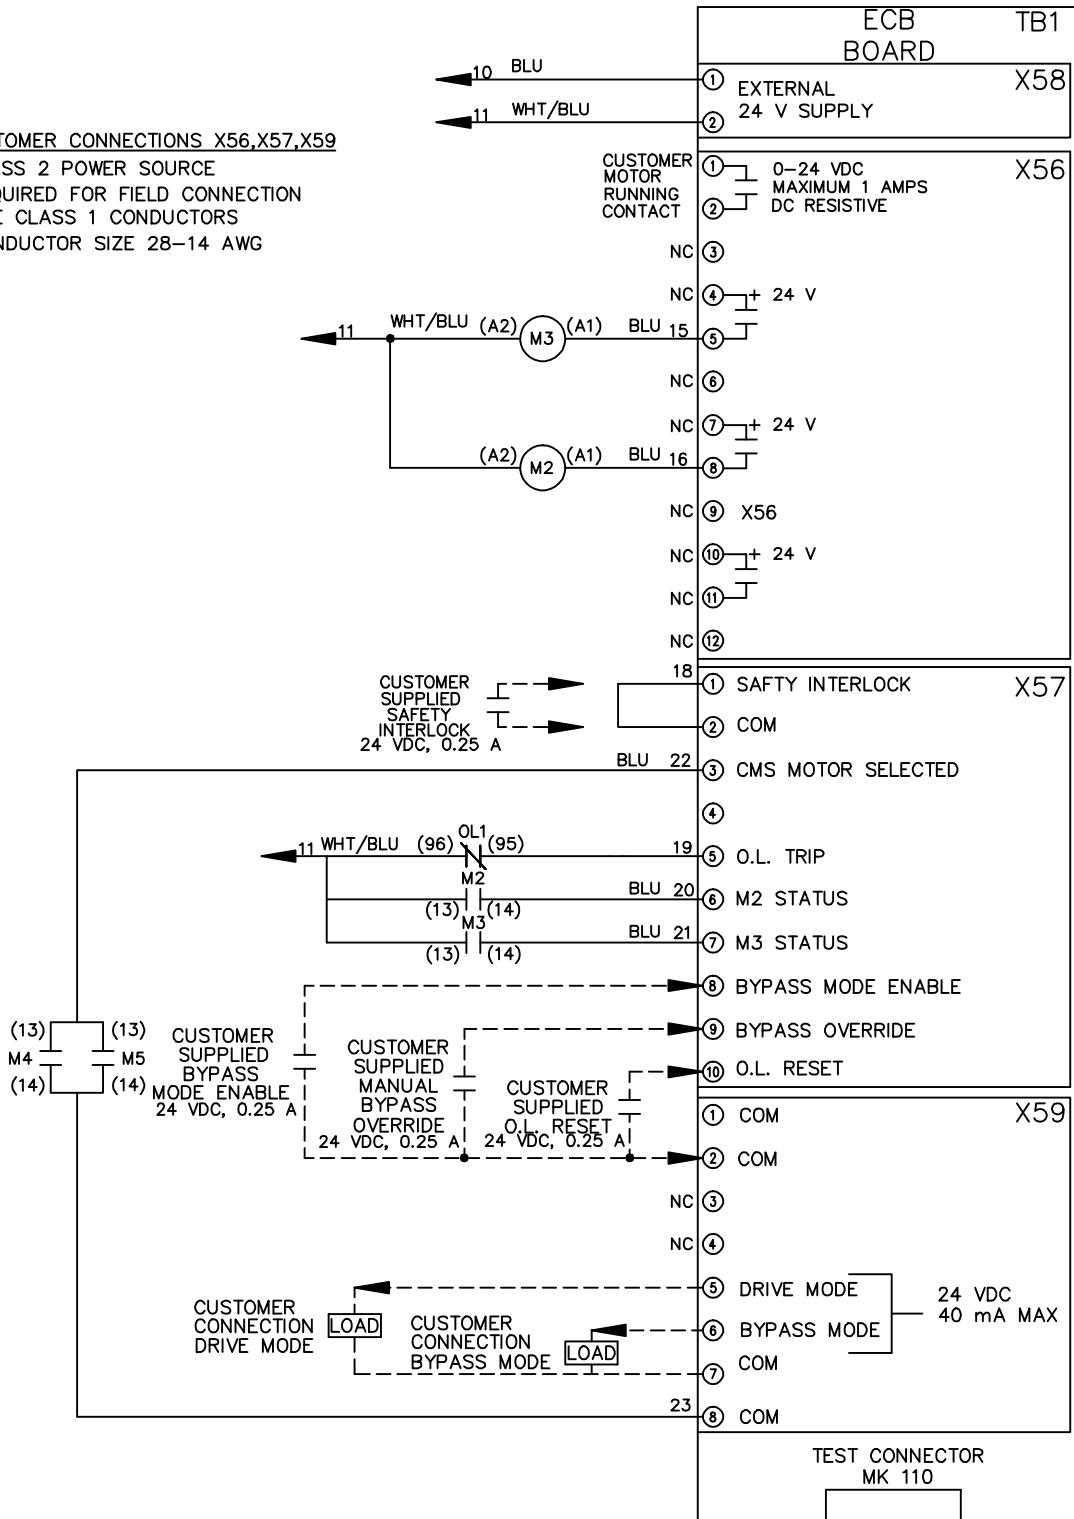 ECB
BOARD
TB1
10 BLU
1 EXTERNAL
24 V SUPPLY
X58
11 WHT/BLU
2
TOMER CONNECTIONS X56,X57,X59
SS 2 POWER SOURCE
QUIRED FOR FIELD CONNECTION
E CLASS 1 CONDUCTORS
NDUCTOR SIZE 28-14 AWG
CUSTOMER
MOTOR
RUNNING
CONTACT
1
2
0-24 VDC
MAXIMUM 1 AMPS
DC RESISTIVE
X56
NC 3
NC 4 + 24 V
11 WHT/BLU (A2) M3 (A1) BLU 15 5
NC 6
NC 7 + 24 V
(A2) M2 (A1) BLU 16 8
NC 9 X56
NC 10 + 24 V
NC 11
NC 12
CUSTOMER
SUPPLIED
SAFETY
INTERLOCK
24 VDC, 0.25 A
18 1 SAFTY INTERLOCK
X57
2 COM
BLU 22 3 CMS MOTOR SELECTED
4
11 WHT/BLU (96) OL1 (95) 19 5 O.L. TRIP
M2
(13) (14) BLU 20 6 M2 STATUS
M3
(13) (14) BLU 21 7 M3 STATUS
8 BYPASS MODE ENABLE
9 BYPASS OVERRIDE
10 O.L. RESET
(13) (13)
M4 M5
(14) (14)
CUSTOMER
SUPPLIED
BYPASS
MODE ENABLE
24 VDC, 0.25 A
CUSTOMER
SUPPLIED
MANUAL
BYPASS
OVERRIDE
24 VDC, 0.25 A
CUSTOMER
SUPPLIED
O.L. RESET
24 VDC, 0.25 A
1 COM
X59
2 COM
NC 3
NC 4
5 DRIVE MODE
6 BYPASS MODE
24 VDC
40 mA MAX
CUSTOMER
CONNECTION
DRIVE MODE
LOAD
CUSTOMER
CONNECTION
BYPASS MODE
LOAD
7 COM
23 8 COM
TEST CONNECTOR
MK 110